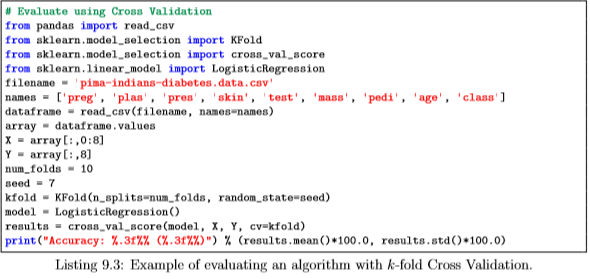 # Evaluate using Cross Validation
from pandas import read_csv
from sklearn.model_selection import KFold
from sklearn.model_selection import cross_val_score
from sklearn.linear_model import LogisticRegression
filename = 'pima-indians-diabetes.data.csv'
names = ['preg', 'plas', 'pres', 'skin', 'test', 'mass', 'pedi', 'age', 'class']
dataframe = read_csv(filename, names=names)
array = dataframe.values
X = array[:,0:8]
Y = array[:,8]
num_folds = 10
seed = 7
kfold = KFold(n_splits=num_folds, random_state=seed)
model = LogisticRegression()
results = cross_val_score(model, X, Y, cv=kfold)
print("Accuracy: %.3f%% (%.3f%%)") % (results.mean()*100.0, results.std()*100.0)
Listing 9.3: Example of evaluating an algorithm with k-fold Cross Validation.